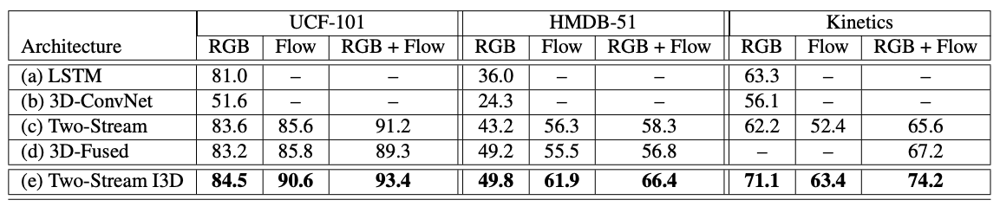 UCF-101 HMDB-51 Kinetics
Architecture RGB Flow RGB + Flow RGB Flow RGB + Flow RGB Flow RGB + Flow
(a) LSTM 81.0 – – 36.0 – – 63.3 – –
(b) 3D-ConvNet 51.6 – – 24.3 – – 56.1 – –
(c) Two-Stream 83.6 85.6 91.2 43.2 56.3 58.3 62.2 52.4 65.6
(d) 3D-Fused 83.2 85.8 89.3 49.2 55.5 56.8 – – 67.2
(e) Two-Stream I3D 84.5 90.6 93.4 49.8 61.9 66.4 71.1 63.4 74.2